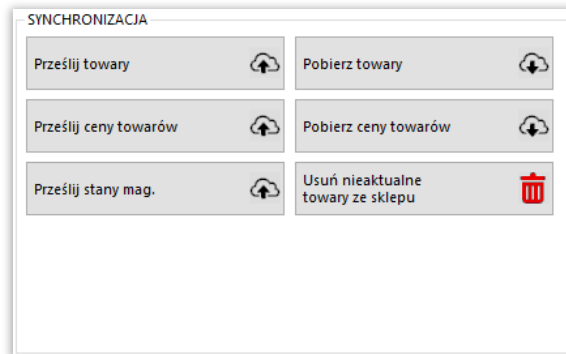 SYNCHRONIZACJA
Prześlij towary
Pobierz towary
Prześlij ceny towarów
Pobierz ceny towarów
Prześlij stany mag.
Usuń nieaktualne
towary ze sklepu